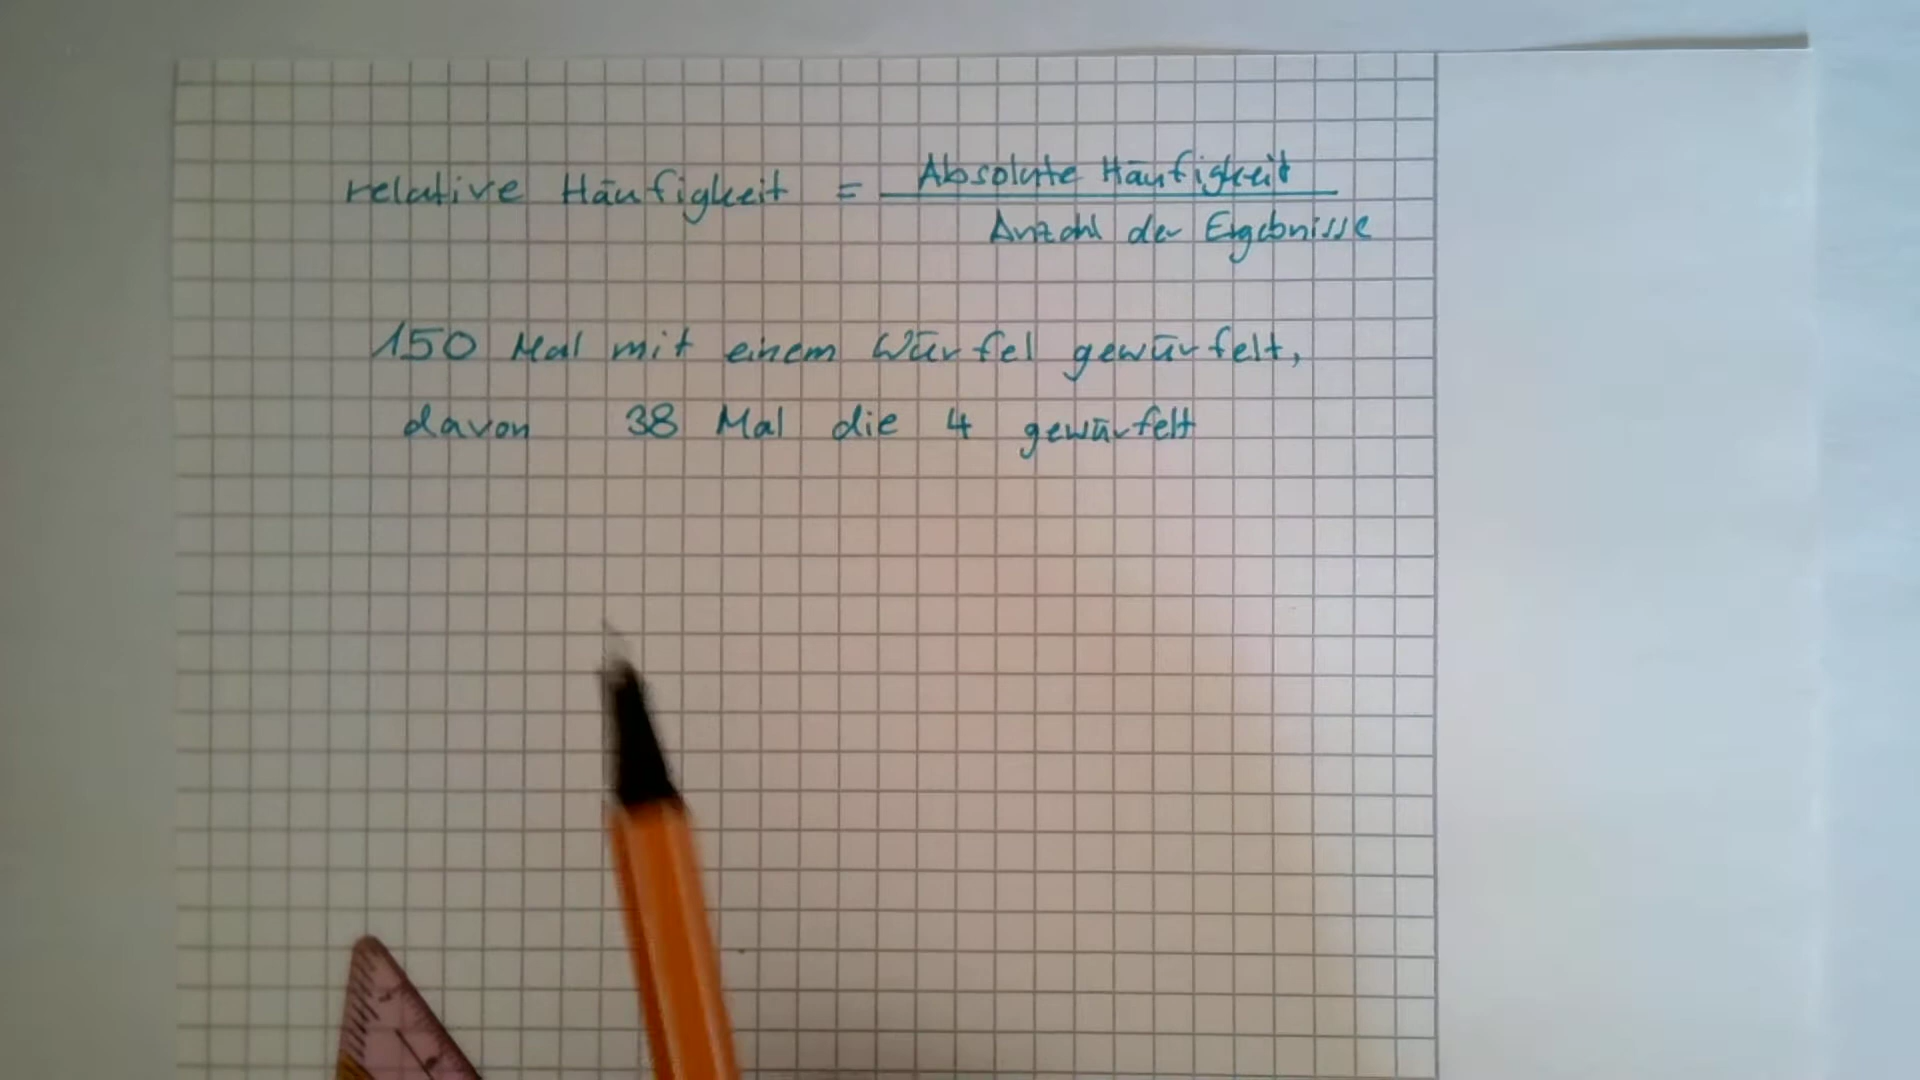 relative Häufigkeit = Absolute Häufigkeit
Anzahl der Ergebnisse
150 Mal mit einem Würfel gewürfelt,
davon 38 Mal die 4 gewürfelt